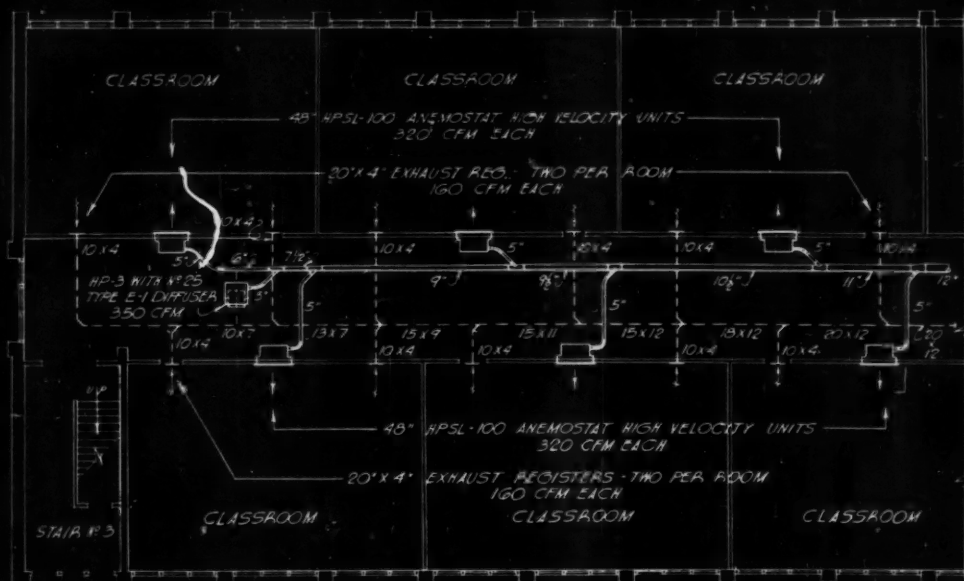 CLASSROOM
CLASSROOM
CLASSROOM
48" HPSL-100 ANEMOSTAT HIGH VELOCITY UNITS
320 CFM EACH
20" X 4" EXHAUST REG. - TWO PER ROOM
160 CFM EACH
10X4
10X4
10X4
10X4
10X4
5"
6"
7½"
5"
5"
HP-3 WITH Nº 25
TYPE E-1 DIFFUSER
350 CFM
5"
9"
9½"
10½"
11"
12"
5"
5"
5"
13X7
15X9
15X11
15X12
18X12
20X12
20
X
12
10X4
10X4
10X4
10X4
10X4
UP
48" HPSL-100 ANEMOSTAT HIGH VELOCITY UNITS
320 CFM EACH
20" X 4" EXHAUST REGISTERS - TWO PER ROOM
160 CFM EACH
STAIR Nº 3
CLASSROOM
CLASSROOM
CLASSROOM